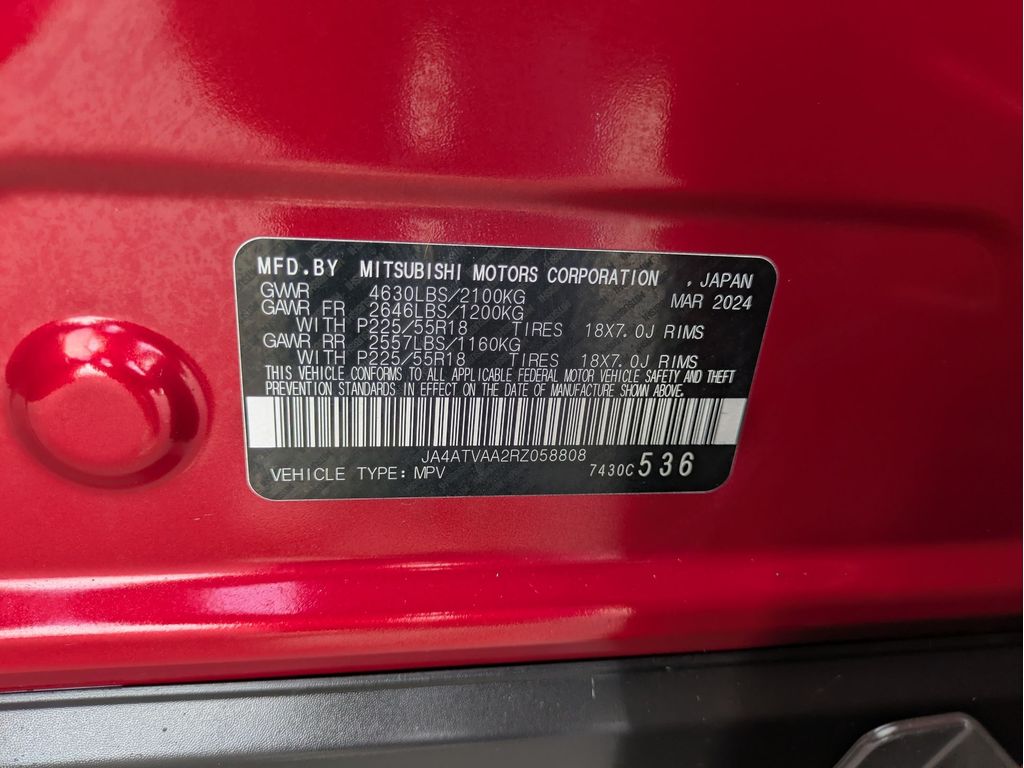 MFD.BY MITSUBISHI MOTORS CORPORATION , JAPAN
GWWR 4630LBS/2100KG MAR 2024
GAWR FR 2646LBS/1200KG
WITH P225/55R18 TIRES 18X7.0J RIMS
GAWR RR 2557LBS/1160KG
WITH P225/55R18 TIRES 18X7.0J RIMS
THIS VEHICLE CONFORMS TO ALL APPLICABLE FEDERAL MOTOR VEHICLE SAFETY AND THEFT
PREVENTION STANDARDS IN EFFECT ON THE DATE OF MANUFACTURE SHOWN ABOVE.
JA4ATVAA2RZ058808
VEHICLE TYPE:MPV 7430C 536